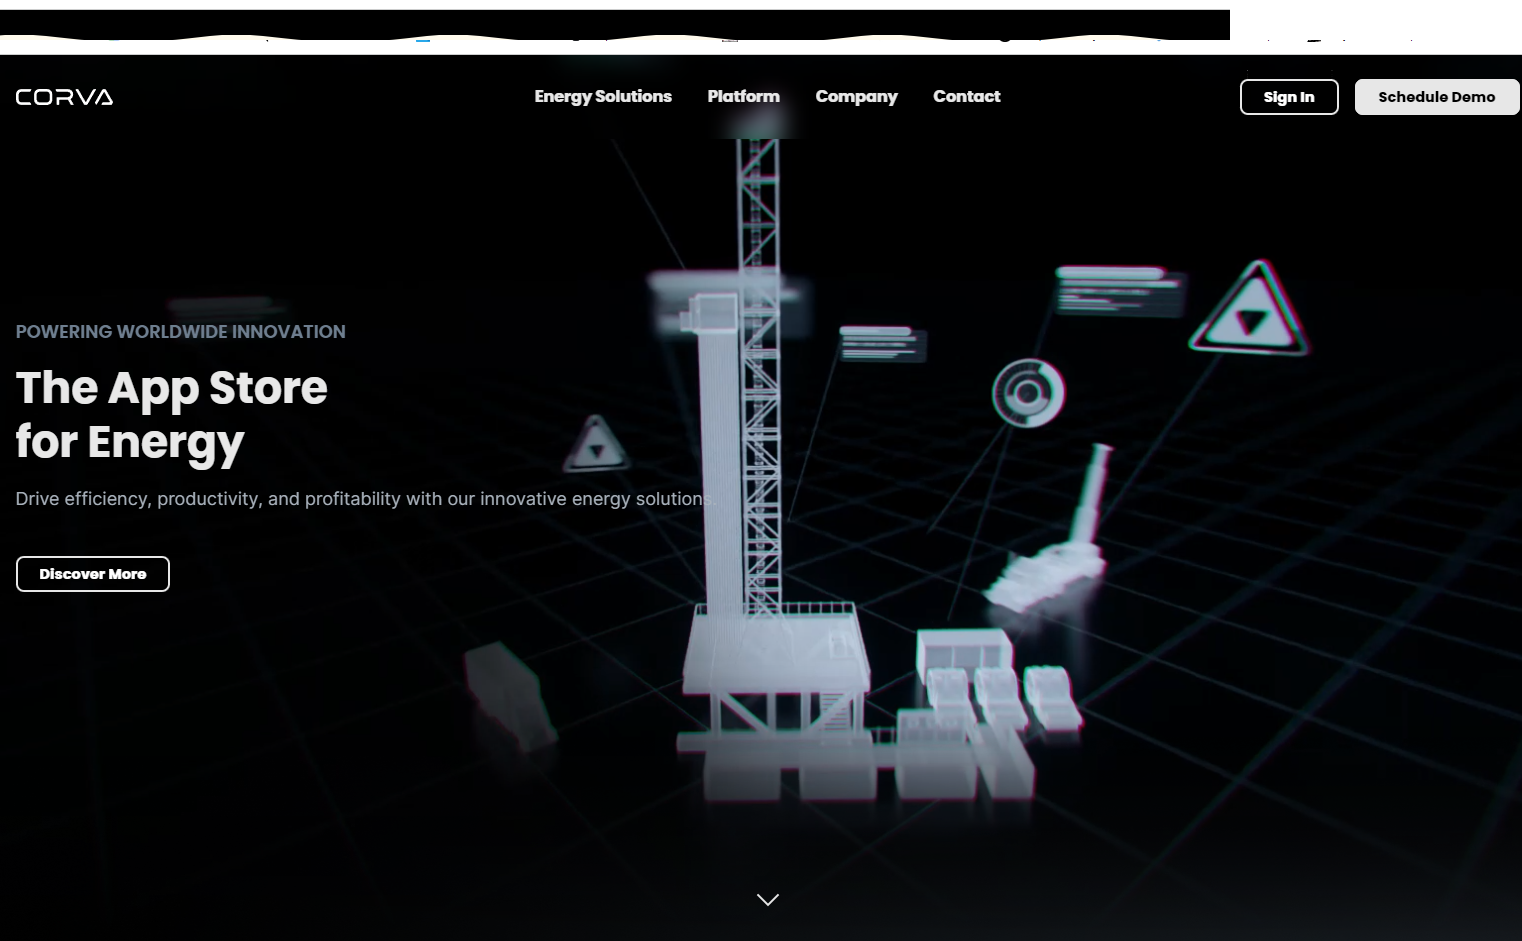 CORVA
Energy Solutions
Platform
Company
Contact
Sign In
Schedule Demo
POWERING WORLDWIDE INNOVATION
The App Store
for Energy
Drive efficiency, productivity, and profitability with our innovative energy solutions.
Discover More